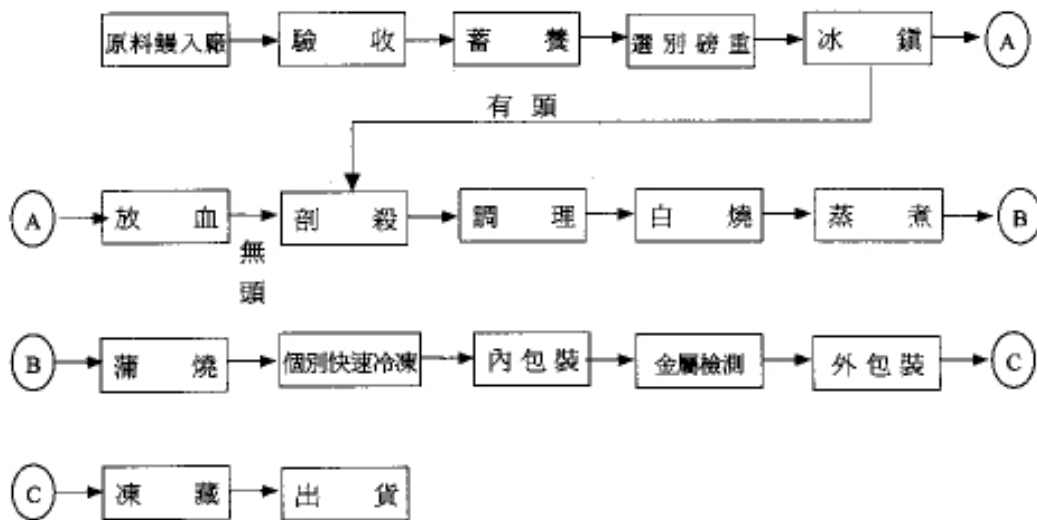 原料鰻入廠 驗收 蓄養 選別磅重 冰鎮 A
有頭
A 放血 剖殺 調理 白燒 蒸煮 B
無
頭
B 蒲燒 個別快速冷凍 內包裝 金屬檢測 外包裝 C
C 凍藏 出貨